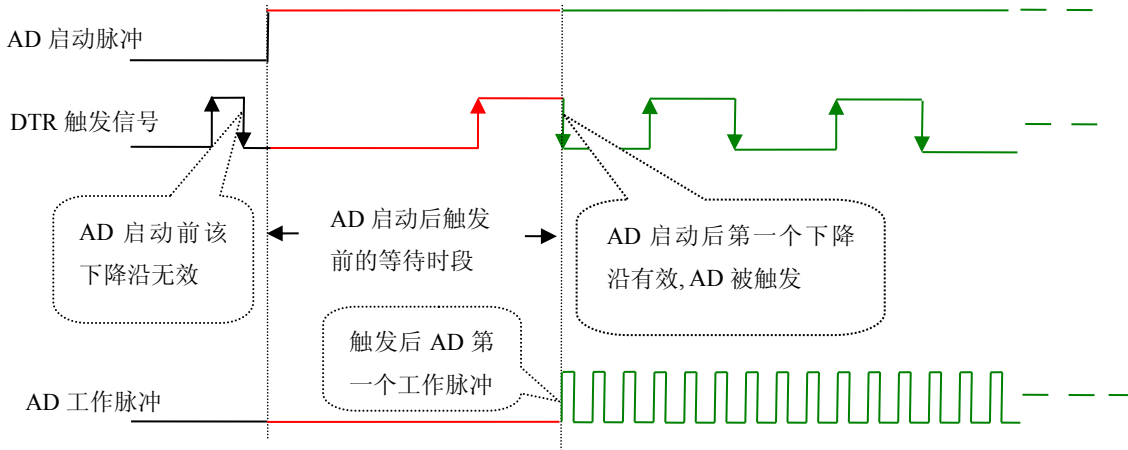 AD 启动脉冲
DTR 触发信号
AD 启动前该
下降沿无效
AD 启动后触发
前的等待时段
AD 启动后第一个下降
沿有效, AD 被触发
触发后 AD 第
一个工作脉冲
AD 工作脉冲